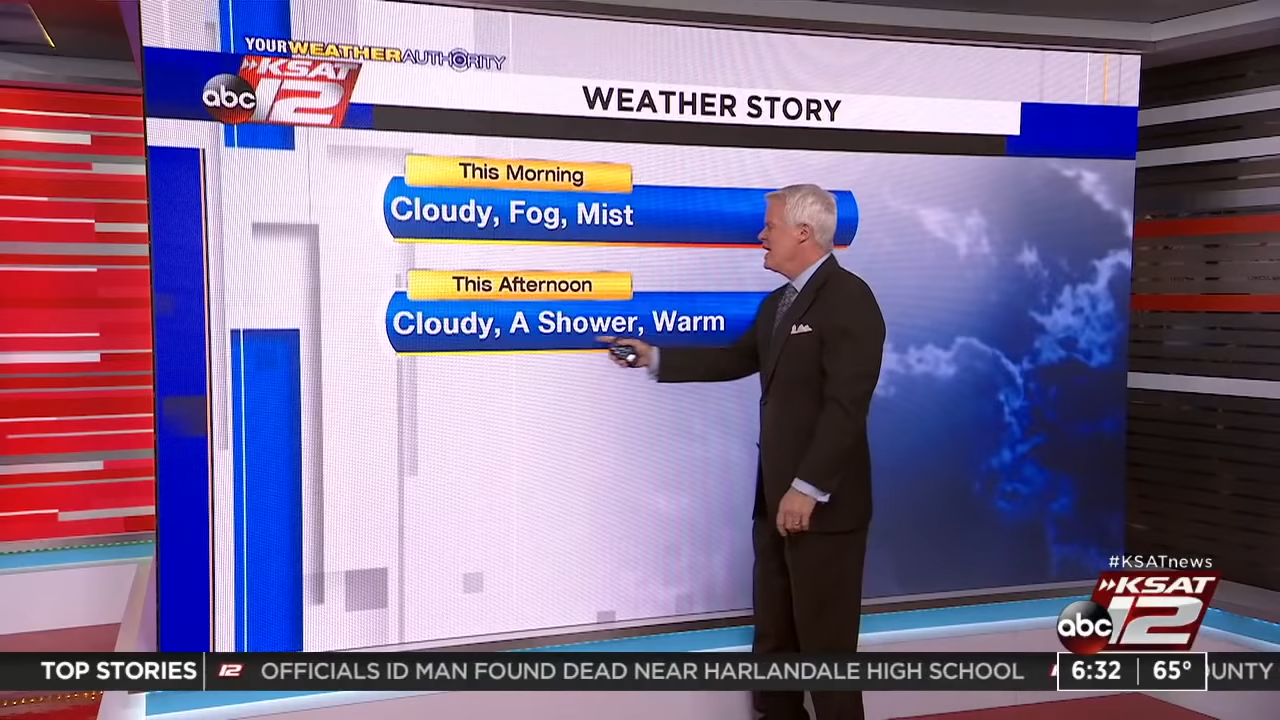 YOUR WEATHER AUTHORITY
abc KSAT 12
WEATHER STORY
This Morning
Cloudy, Fog, Mist
This Afternoon
Cloudy, A Shower, Warm
#KSATnews
abc KSAT 12
TOP STORIES 12 OFFICIALS ID MAN FOUND DEAD NEAR HARLANDALE HIGH SCHOOL
6:32 65°